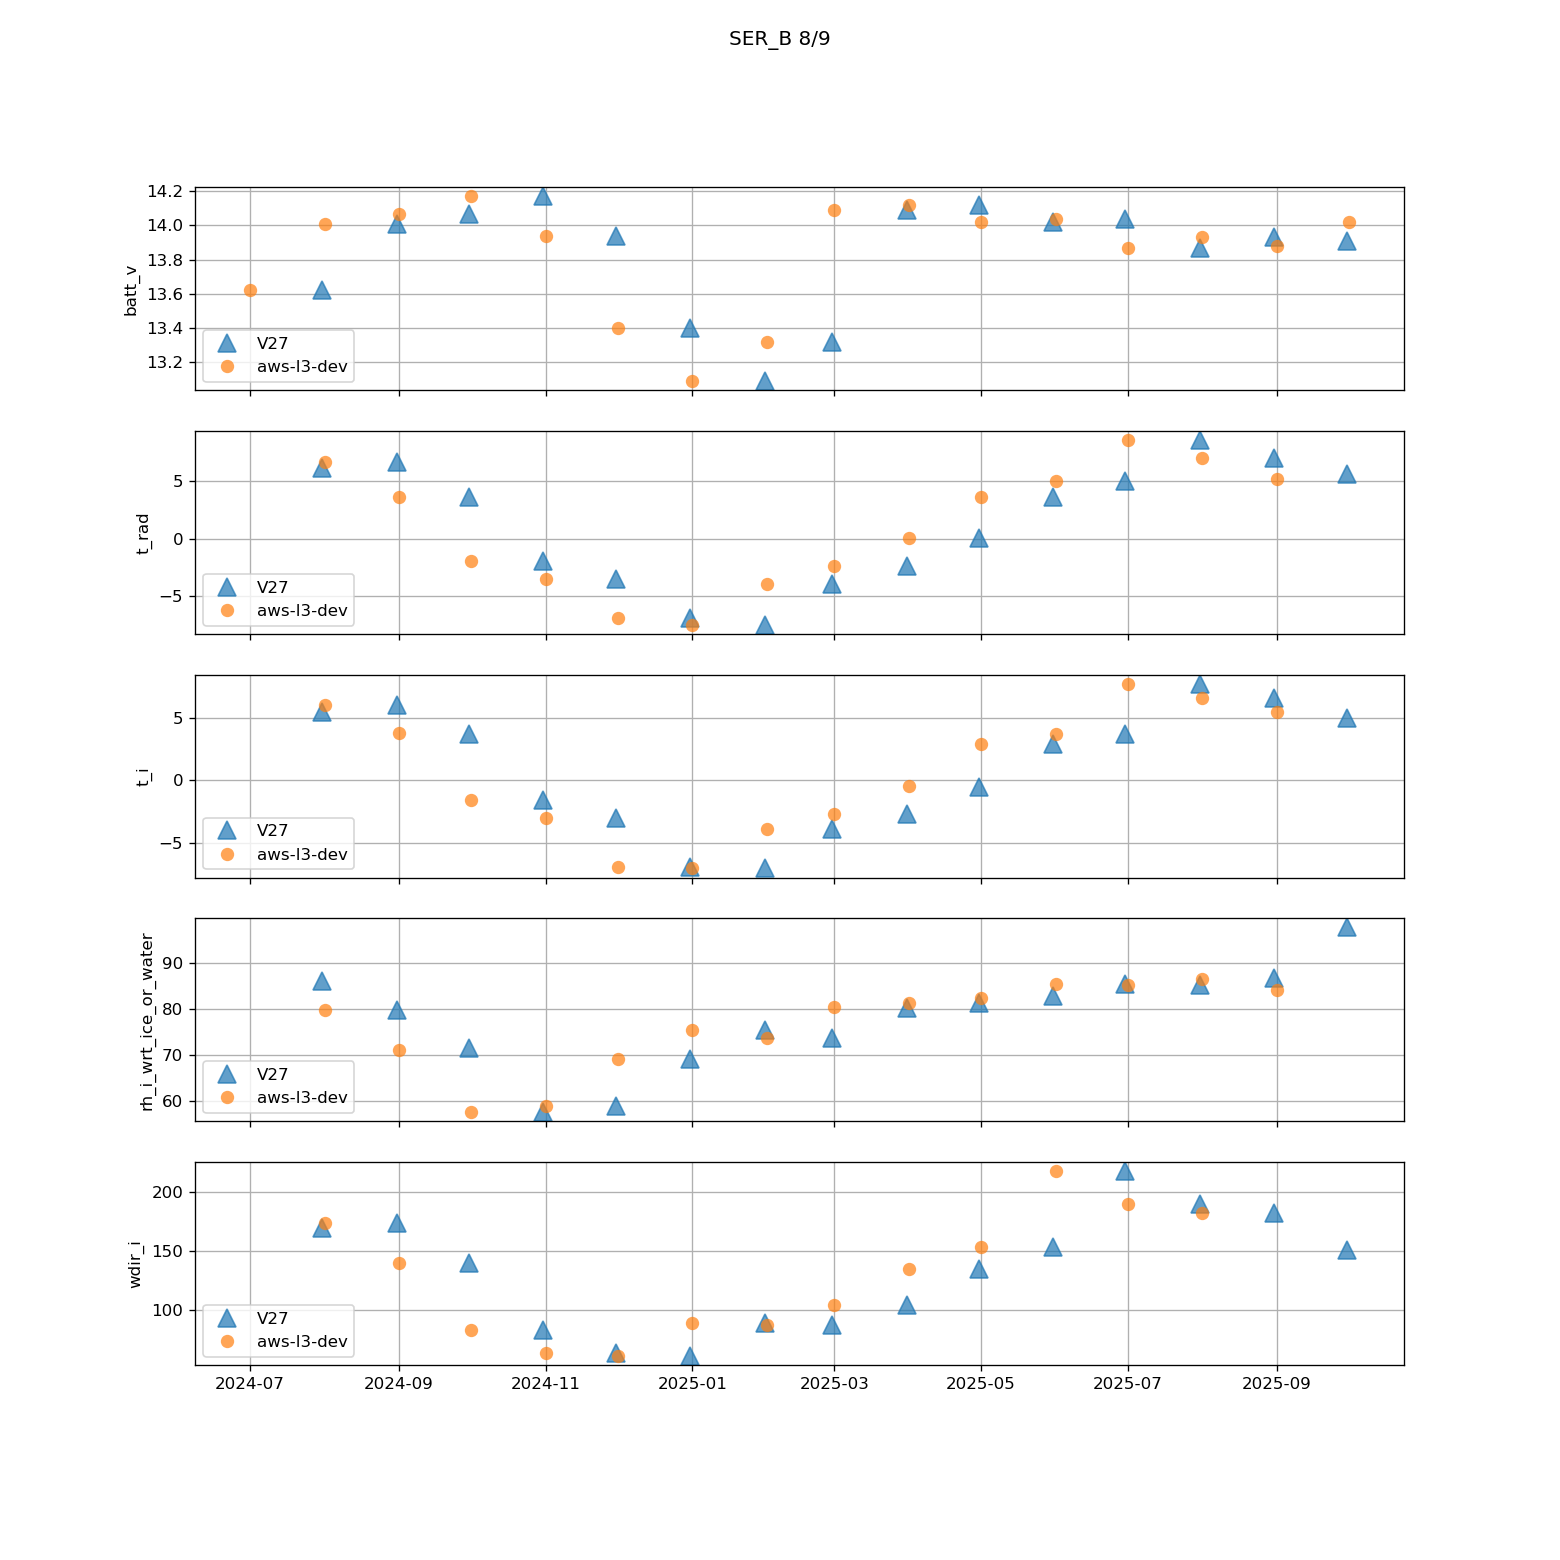 SER_B 8/9
batt_v
14.2
14.0
13.8
13.6
13.4
13.2
V27
aws-l3-dev
t_rad
5
0
−5
V27
aws-l3-dev
t_i
5
0
−5
V27
aws-l3-dev
rh_i_wrt_ice_or_water
90
80
70
60
V27
aws-l3-dev
wdir_i
200
150
100
V27
aws-l3-dev
2024-07 2024-09 2024-11 2025-01 2025-03 2025-05 2025-07 2025-09